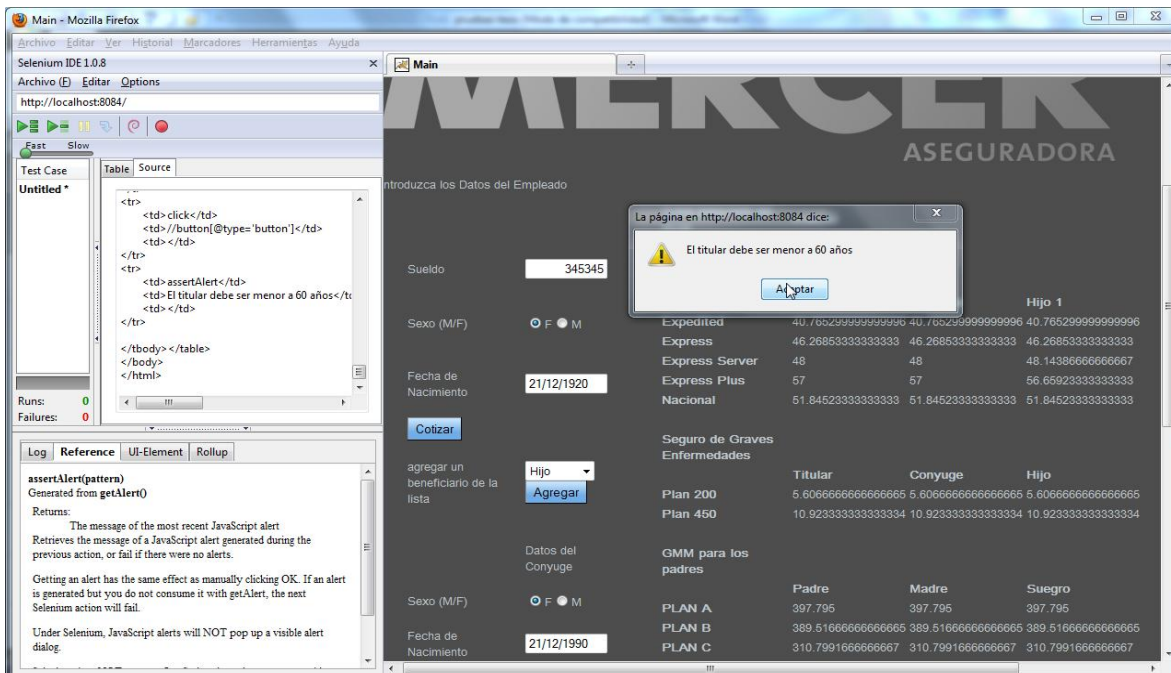 Main - Mozilla Firefox
Archivo Editar Ver Historial Marcadores Herramientas Ayuda
Selenium IDE 1.0.8
Archivo (F) Editar Options
http://localhost:8084/
Fast Slow
Test Case
Untitled *
Table Source
<tr>
<td>click</td>
<td>//button[@type='button']</td>
<td></td>
</tr>
<tr>
<td>assertAlert</td>
<td>El titular debe ser menor a 60 años</td
<td></td>
</tr>
</tbody></table>
</body>
</html>
Runs: 0
Failures: 0
Log Reference UI-Element Rollup
assertAlert(pattern)
Generated from getAlert()
Returns:
The message of the most recent JavaScript alert
Retrieves the message of a JavaScript alert generated during the
previous action, or fail if there were no alerts.
Getting an alert has the same effect as manually clicking OK. If an alert
is generated but you do not consume it with getAlert, the next
Selenium action will fail.
Under Selenium, JavaScript alerts will NOT pop up a visible alert
dialog.
Main
MERCER
ASEGURADORA
ntroduzca los Datos del Empleado
La página en http://localhost:8084 dice:
El titular debe ser menor a 60 años
Aceptar
Sueldo 345345
Sexo (M/F) F M
Fecha de
Nacimiento
21/12/1920
Cotizar
agregar un
beneficiario de la
lista
Hijo
Agregar
Datos del
Conyuge
Sexo (M/F) F M
Fecha de
Nacimiento
21/12/1990
Hijo 1
Expedited 40.765299999999996 40.765299999999996 40.765299999999996
Express 46.26853333333333 46.26853333333333 46.26853333333333
Express Server 48 48 48.14386666666667
Express Plus 57 57 56.65923333333333
Nacional 51.84523333333333 51.84523333333333 51.84523333333333
Seguro de Graves
Enfermedades
Titular Conyuge Hijo
Plan 200 5.6066666666666665 5.6066666666666665 5.6066666666666665
Plan 450 10.923333333333334 10.923333333333334 10.923333333333334
GMM para los
padres
Padre Madre Suegro
PLAN A 397.795 397.795 397.795
PLAN B 389.51666666666665 389.51666666666665 389.51666666666665
PLAN C 310.7991666666667 310.7991666666667 310.7991666666667